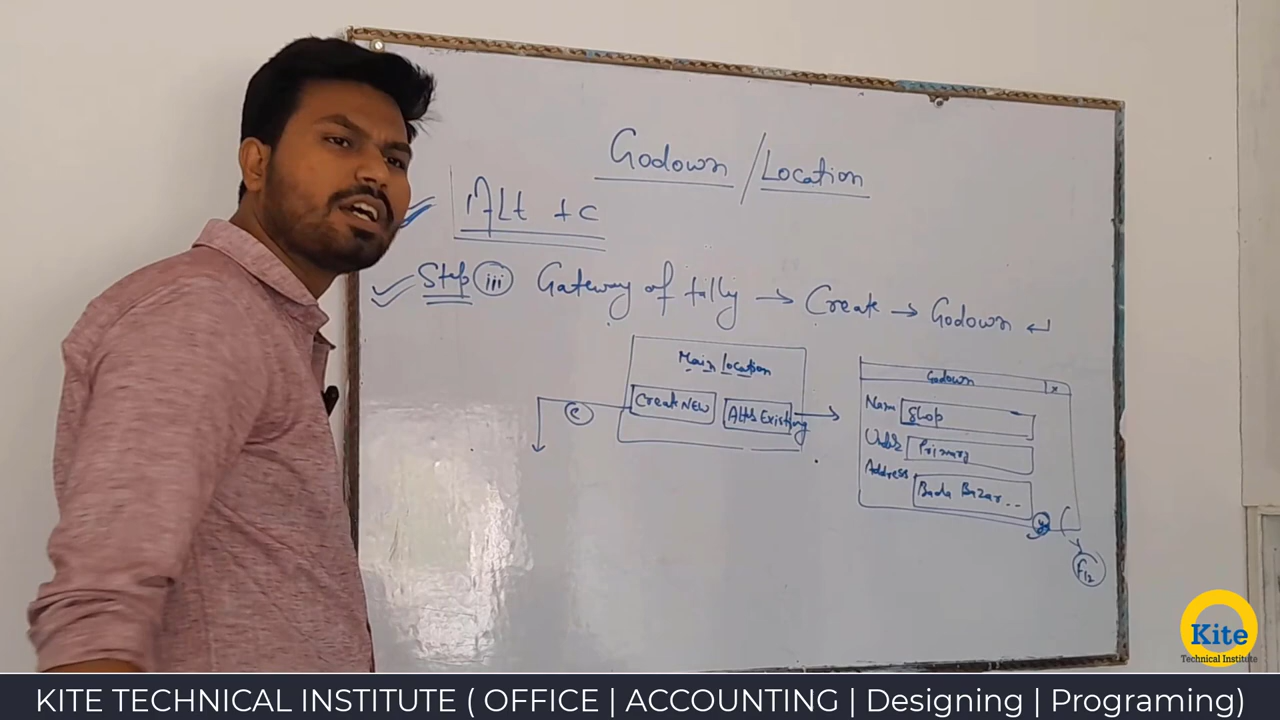 Godown / Location
Alt + C
Step iii Gateway of tally → Create → Godown ↵
Main Location
Create NEW
Alter Existing
C
Godown x
Name Shop
Under Primary
Address Bada Bazar...
y
F12
Kite
Technical Institute
KITE TECHNICAL INSTITUTE ( OFFICE | ACCOUNTING | Designing | Programing)